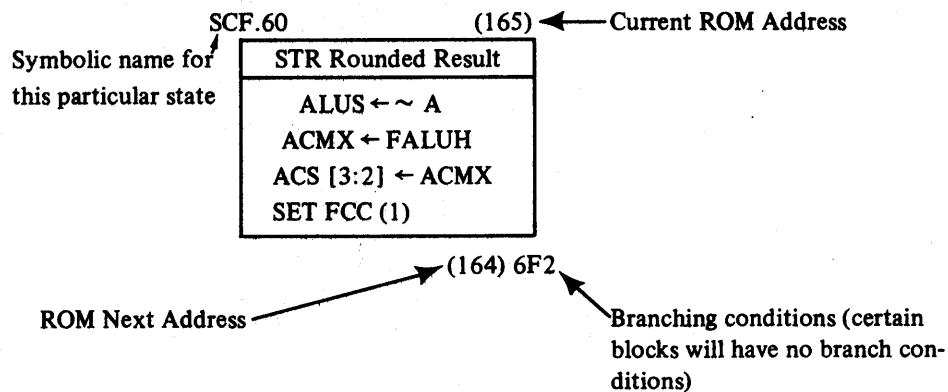 SCF.60 (165) Current ROM Address
Symbolic name for
this particular state
STR Rounded Result
ALUS ← ~ A
ACMX ← FALUH
ACS [3:2] ← ACMX
SET FCC (1)
(164) 6F2
ROM Next Address
Branching conditions (certain
blocks will have no branch con-
ditions)